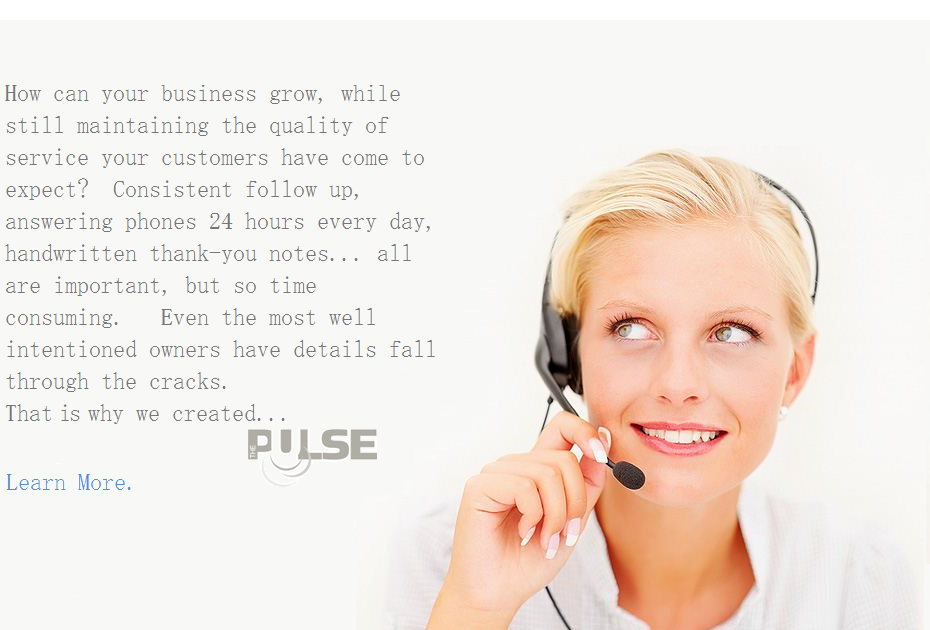 How can your business grow, while
still maintaining the quality of
service your customers have come to
expect?  Consistent follow up,
answering phones 24 hours every day,
handwritten thank-you notes... all
are important, but so time
consuming.   Even the most well
intentioned owners have details fall
through the cracks.
That is why we created...
THE PULSE
Learn More.